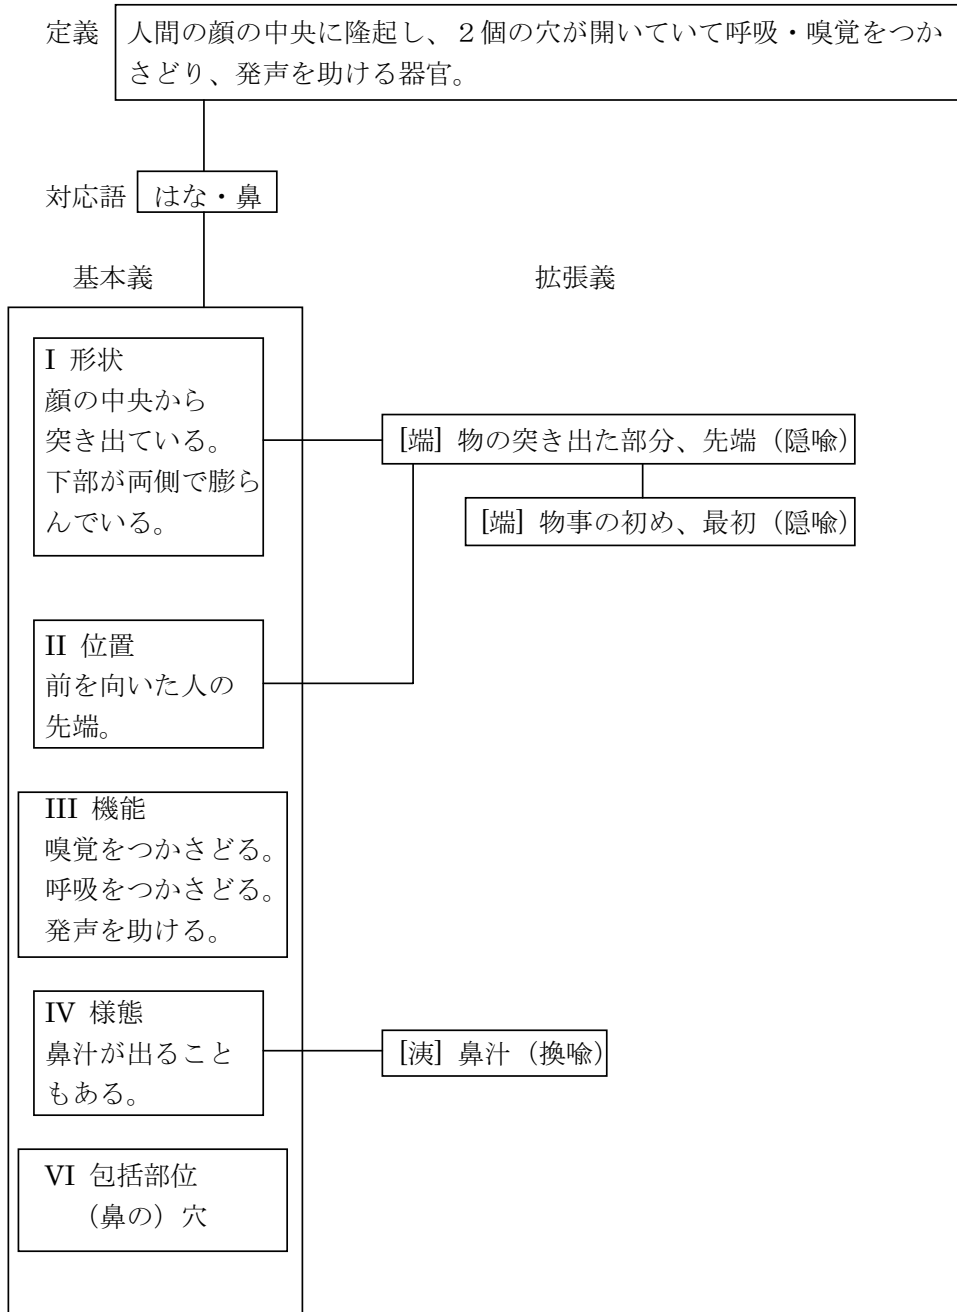 定義
人間の顔の中央に隆起し、２個の穴が開いていて呼吸・嗅覚をつか
さどり、発声を助ける器官。
対応語
はな・鼻
基本義
拡張義
I 形状
顔の中央から
突き出ている。
下部が両側で膨ら
んでいる。
[端] 物の突き出た部分、先端（隠喩）
[端] 物事の初め、最初（隠喩）
II 位置
前を向いた人の
先端。
III 機能
嗅覚をつかさどる。
呼吸をつかさどる。
発声を助ける。
IV 様態
鼻汁が出ること
もある。
[洟] 鼻汁（換喩）
VI 包括部位
（鼻の）穴